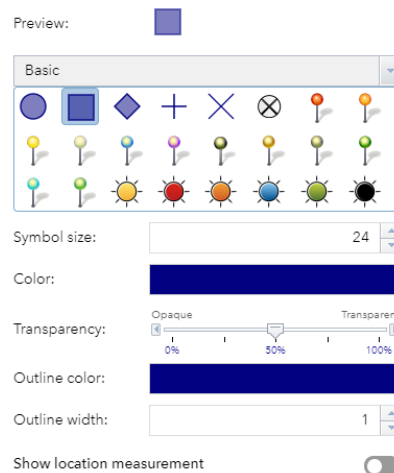 Preview:
Basic
Symbol size: 24
Color:
Opaque Transparen
Transparency:
0% 50% 100%
Outline color:
Outline width: 1
Show location measurement